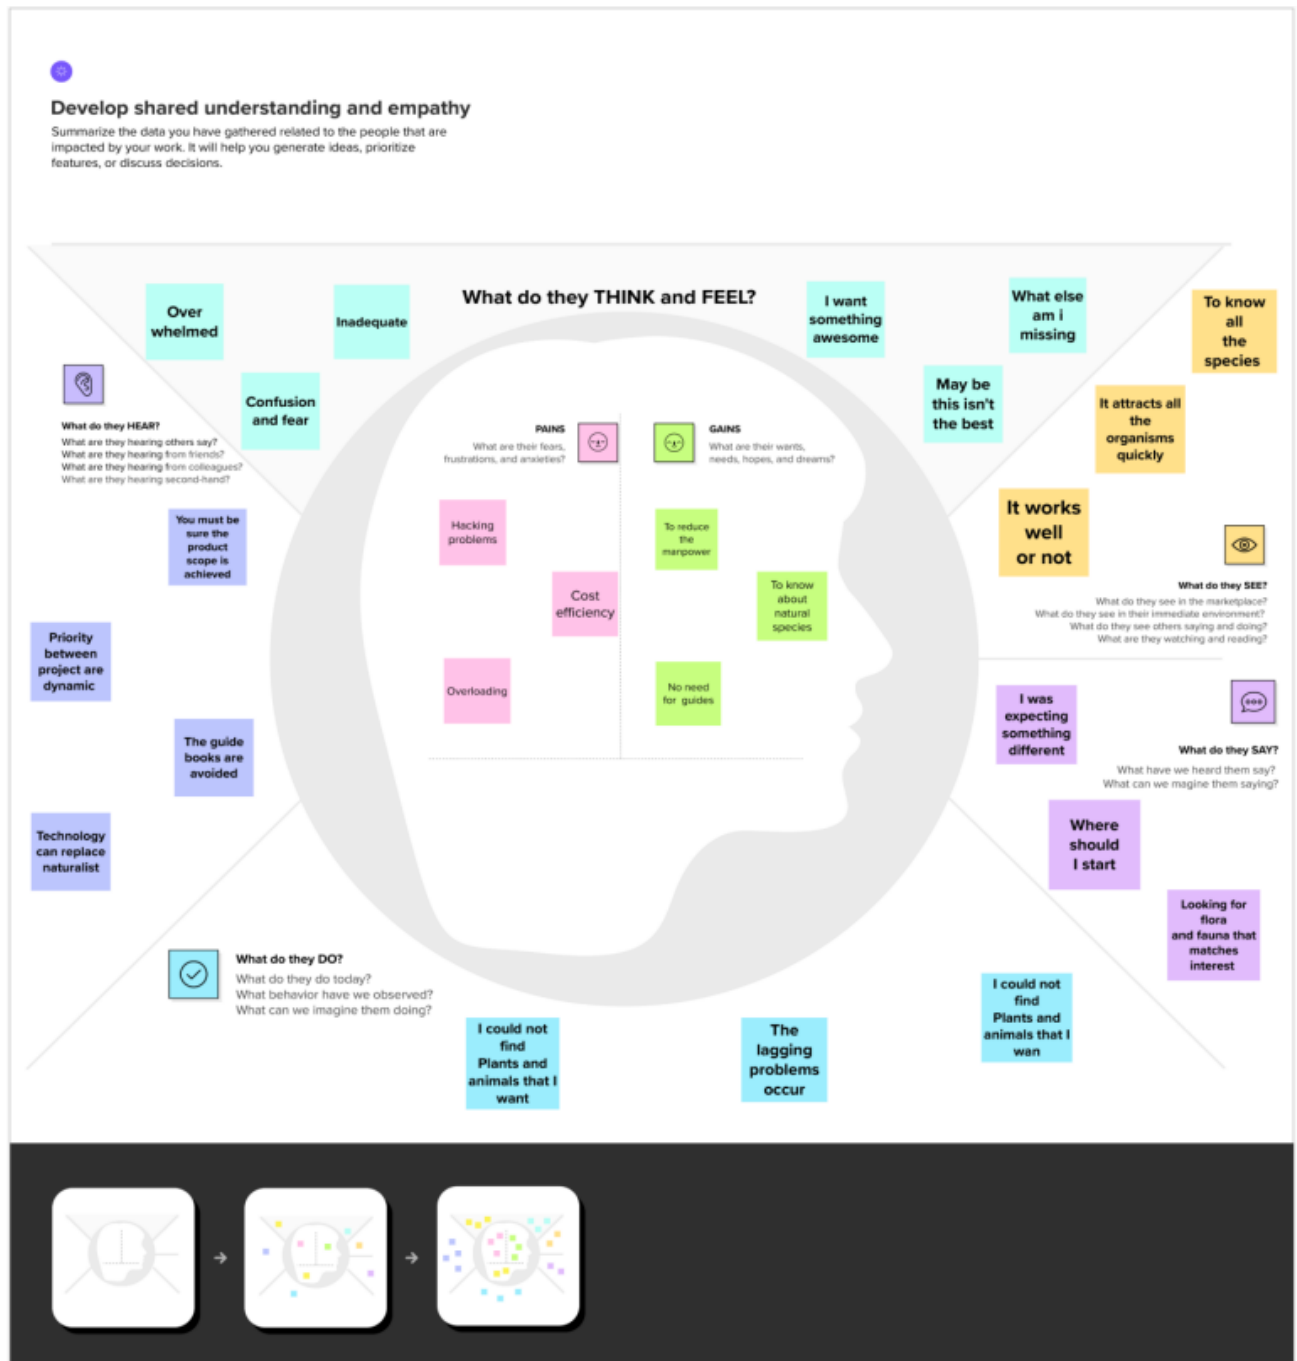 Develop shared understanding and empathy
Summarize the data you have gathered related to the people that are
impacted by your work. It will help you generate ideas, prioritize
features, or discuss decisions.
What do they THINK and FEEL?
Over
whelmed
Inadequate
Confusion
and fear
I want
something
awesome
What else
am i
missing
May be
this isn't
the best
To know
all
the
species
It attracts all
the
organisms
quickly
It works
well
or not
What do they HEAR?
What are they hearing others say?
What are they hearing from friends?
What are they hearing from colleagues?
What are they hearing second-hand?
You must be
sure the
product
scope is
achieved
Priority
between
project are
dynamic
The guide
books are
avoided
Technology
can replace
naturalist
PAINS
What are their fears,
frustrations, and anxieties?
Hacking
problems
Cost
efficiency
Overloading
GAINS
What are their wants,
needs, hopes, and dreams?
To reduce
the
manpower
To know
about
natural
species
No need
for guides
What do they SEE?
What do they see in the marketplace?
What do they see in their immediate environment?
What do they see others saying and doing?
What are they watching and reading?
I was
expecting
something
different
What do they SAY?
What have we heard them say?
What can we magine them saying?
Where
should
I start
Looking for
flora
and fauna that
matches
interest
What do they DO?
What do they do today?
What behavior have we observed?
What can we imagine them doing?
I could not
find
Plants and
animals that I
want
The
lagging
problems
occur
I could not
find
Plants and
animals that I
wan